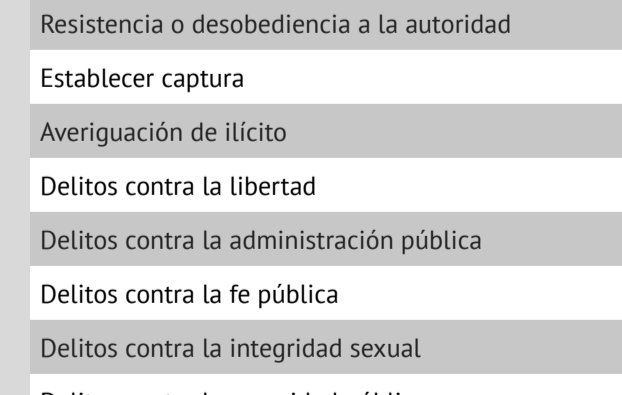 Resistencia o desobediencia a la autoridad
Establecer captura
Averiguación de ilícito
Delitos contra la libertad
Delitos contra la administración pública
Delitos contra la fe pública
Delitos contra la integridad sexual